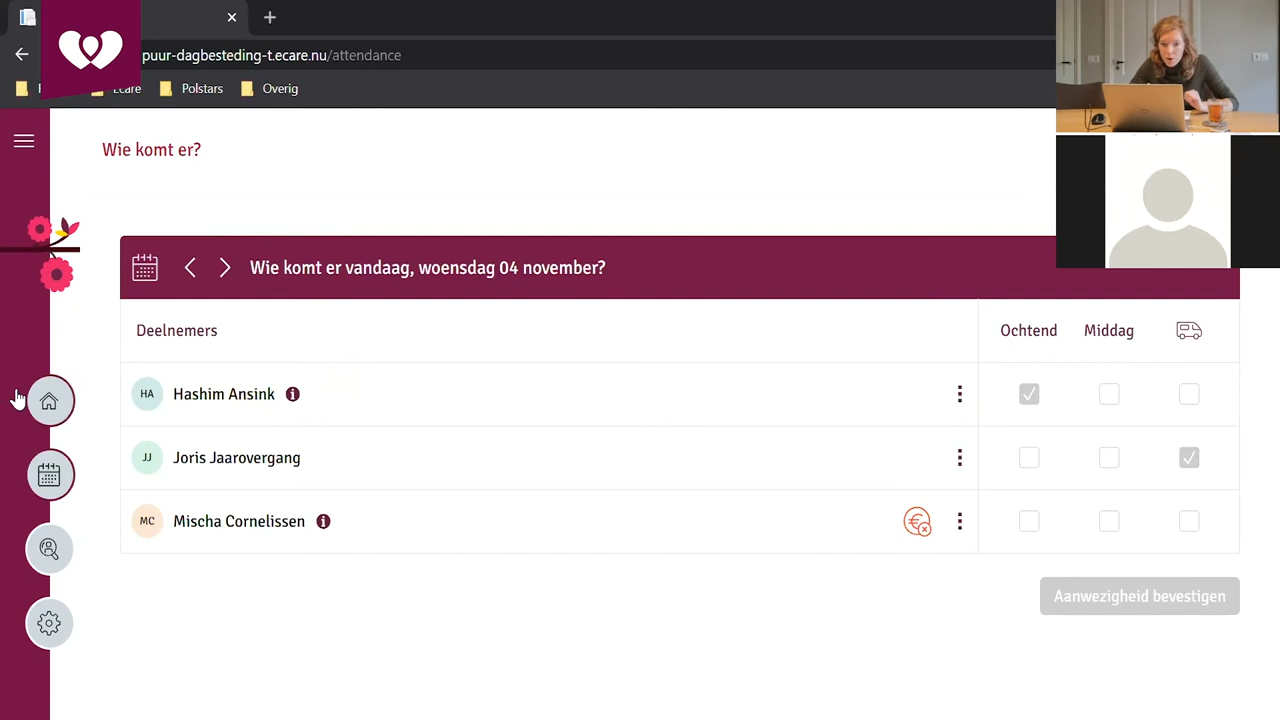 puur-dagbesteding-t.ecare.nu/attendance
Ecare
Polstars
Overig
Wie komt er?
Wie komt er vandaag, woensdag 04 november?
Deelnemers
Ochtend
Middag
HA
Hashim Ansink
JJ
Joris Jaarovergang
MC
Mischa Cornelissen
Aanwezigheid bevestigen